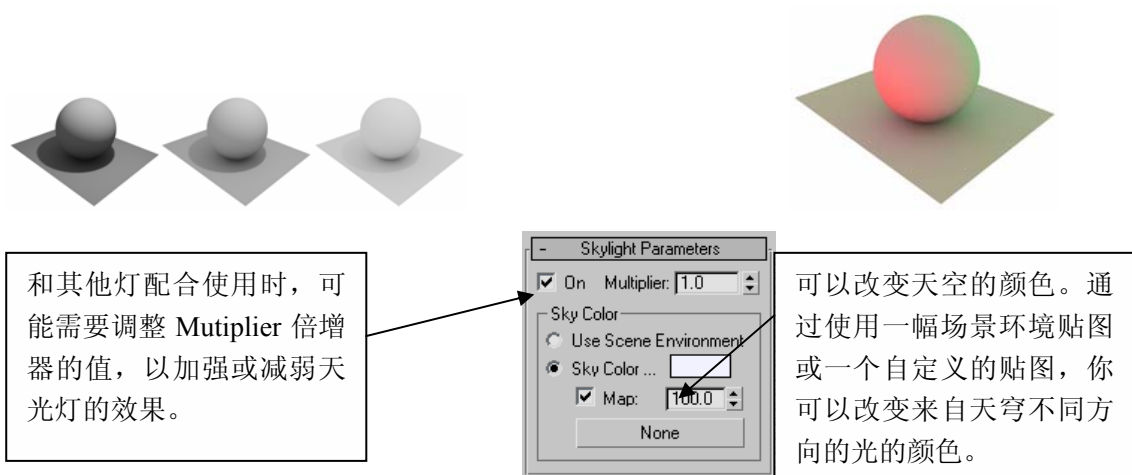 和其他灯配合使用时，可
能需要调整 Mutiplier 倍增
器的值，以加强或减弱天
光灯的效果。
- Skylight Parameters
On Multiplier: 1.0
Sky Color
Use Scene Environment
Sky Color ...
Map: 100.0
None
可以改变天空的颜色。通
过使用一幅场景环境贴图
或一个自定义的贴图，你
可以改变来自天穹不同方
向的光的颜色。